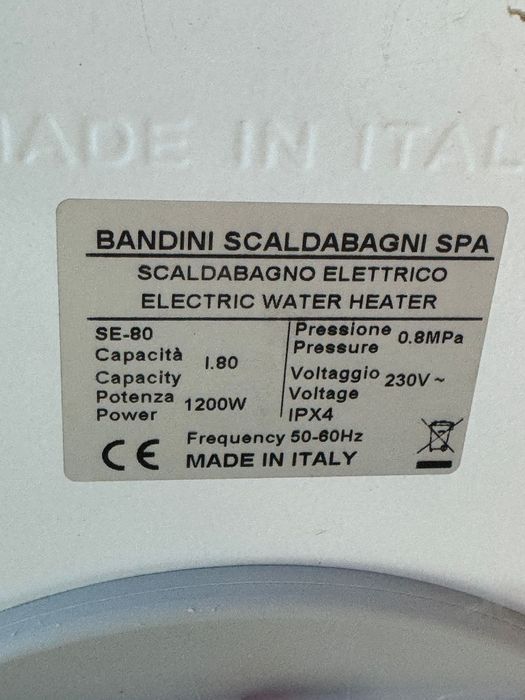 MADE IN ITAL
BANDINI SCALDABAGNI SPA
SCALDABAGNO ELETTRICO
ELECTRIC WATER HEATER
SE-80
Capacità
Capacity
l.80
Potenza
Power
1200W
Pressione
Pressure
0.8MPa
Voltaggio
Voltage
230V ~
IPX4
Frequency 50-60Hz
CE
MADE IN ITALY